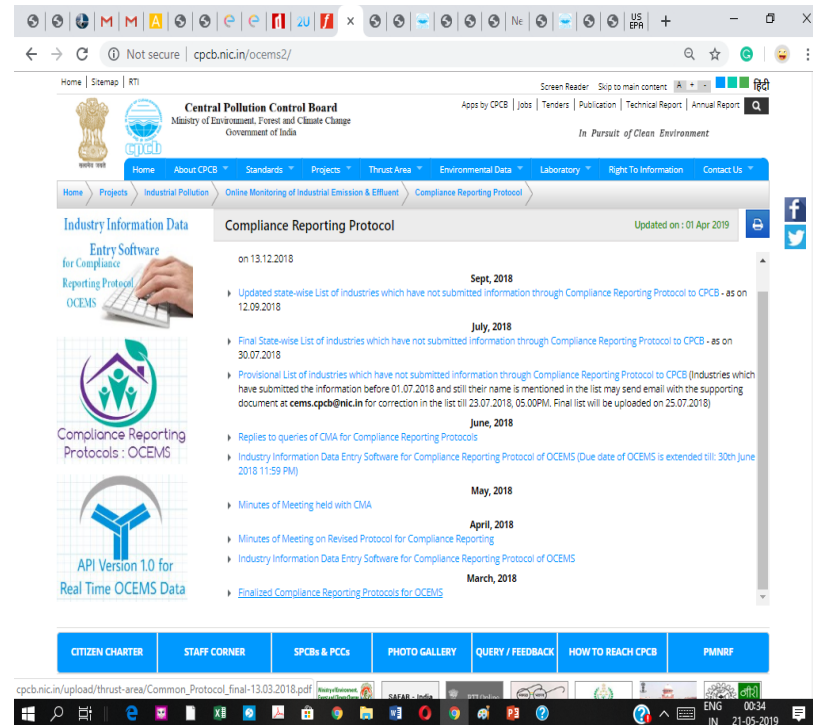 2U
Ne
US
EPA
Not secure | cpcb.nic.in/ocems2/
Home | Sitemap | RTI
Screen Reader Skip to main content A + - हिंदी
Central Pollution Control Board
Ministry of Environment, Forest and Climate Change
Government of India
Apps by CPCB | Jobs | Tenders | Publication | Technical Report | Annual Report
In Pursuit of Clean Environment
सत्यमेव जयते
cpcb
Home About CPCB Standards Projects Thrust Area Environmental Data Laboratory Right To Information Contact Us
Home Projects Industrial Pollution Online Monitoring of Industrial Emission & Effluent Compliance Reporting Protocol
Industry Information Data
Entry Software
for Compliance
Reporting Protocol
OCEMS
Compliance Reporting
Protocols : OCEMS
API Version 1.0 for
Real Time OCEMS Data
Compliance Reporting Protocol
Updated on : 01 Apr 2019
on 13.12.2018
Sept, 2018
Updated state-wise List of industries which have not submitted information through Compliance Reporting Protocol to CPCB - as on
12.09.2018
July, 2018
Final State-wise List of industries which have not submitted information through Compliance Reporting Protocol to CPCB - as on
30.07.2018
Provisional List of industries which have not submitted information through Compliance Reporting Protocol to CPCB (Industries which
have submitted the information before 01.07.2018 and still their name is mentioned in the list may send email with the supporting
document at cems.cpcb@nic.in for correction in the list till 23.07.2018, 05.00PM. Final list will be uploaded on 25.07.2018)
June, 2018
Replies to queries of CMA for Compliance Reporting Protocols
Industry Information Data Entry Software for Compliance Reporting Protocol of OCEMS (Due date of OCEMS is extended till: 30th June
2018 11:59 PM)
May, 2018
Minutes of Meeting held with CMA
April, 2018
Minutes of Meeting on Revised Protocol for Compliance Reporting
Industry Information Data Entry Software for Compliance Reporting Protocol of OCEMS
March, 2018
Finalized Compliance Reporting Protocols for OCEMS
CITIZEN CHARTER STAFF CORNER SPCBs & PCCs PHOTO GALLERY QUERY / FEEDBACK HOW TO REACH CPCB PMNRF
cpcb.nic.in/upload/thrust-area/Common_Protocol_final-13.03.2018.pdf
SAFAR - India
RTI Online
ENG
IN
00:34
21-05-2019